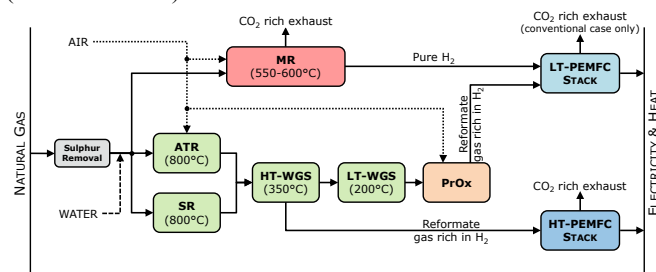 CO₂ rich exhaust
CO₂ rich exhaust
(conventional case only)
AIR
MR
(550-600°C)
Pure H₂
LT-PEMFC
STACK
NATURAL GAS
Sulphur
Removal
ATR
(800°C)
HT-WGS
(350°C)
LT-WGS
(200°C)
PrOx
Reformate
gas rich in H₂
SR
(800°C)
WATER
Reformate
gas rich in H₂
CO₂ rich exhaust
HT-PEMFC
STACK
ELECTRICITY & HEAT